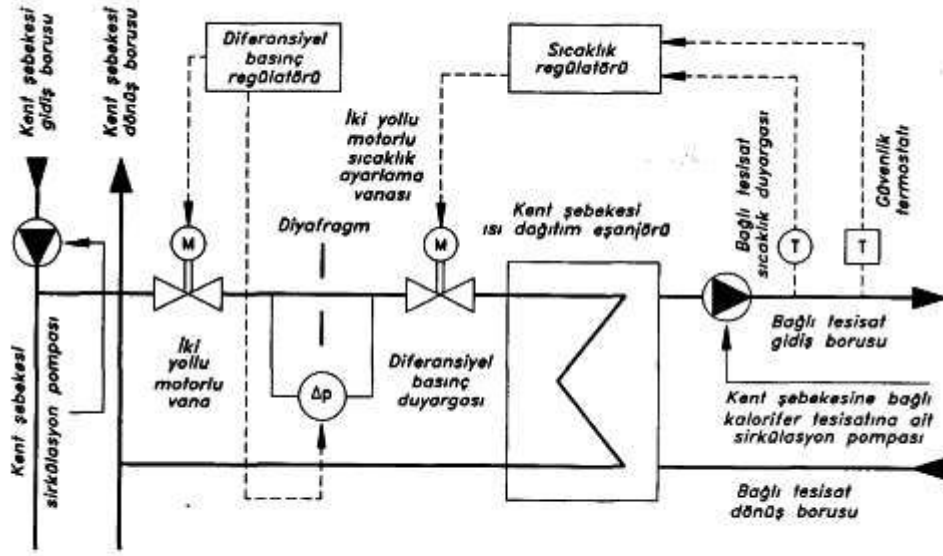 Kent şebekesi
gidiş borusu
Kent şebekesi
dönüş borusu
Diferansiyel
basınç
regülatörü
Sıcaklık
regülatörü
İki yollu
motorlu
sıcaklık
ayarlama
vanası
Bağlı tesisat
sıcaklık duyargası
Güvenlik
termostatı
Diyafragm
Kent şebekesi
ısı dağıtım eşanjörü
M
M
T
T
İki
yollu
motorlu
vana
Δp
Diferansiyel
basınç
duyargası
Bağlı tesisat
gidiş borusu
Kent şebekesi
sirkülasyon pompası
Kent şebekesine bağlı
kalorifer tesisatına ait
sirkülasyon pompası
Bağlı tesisat
dönüş borusu